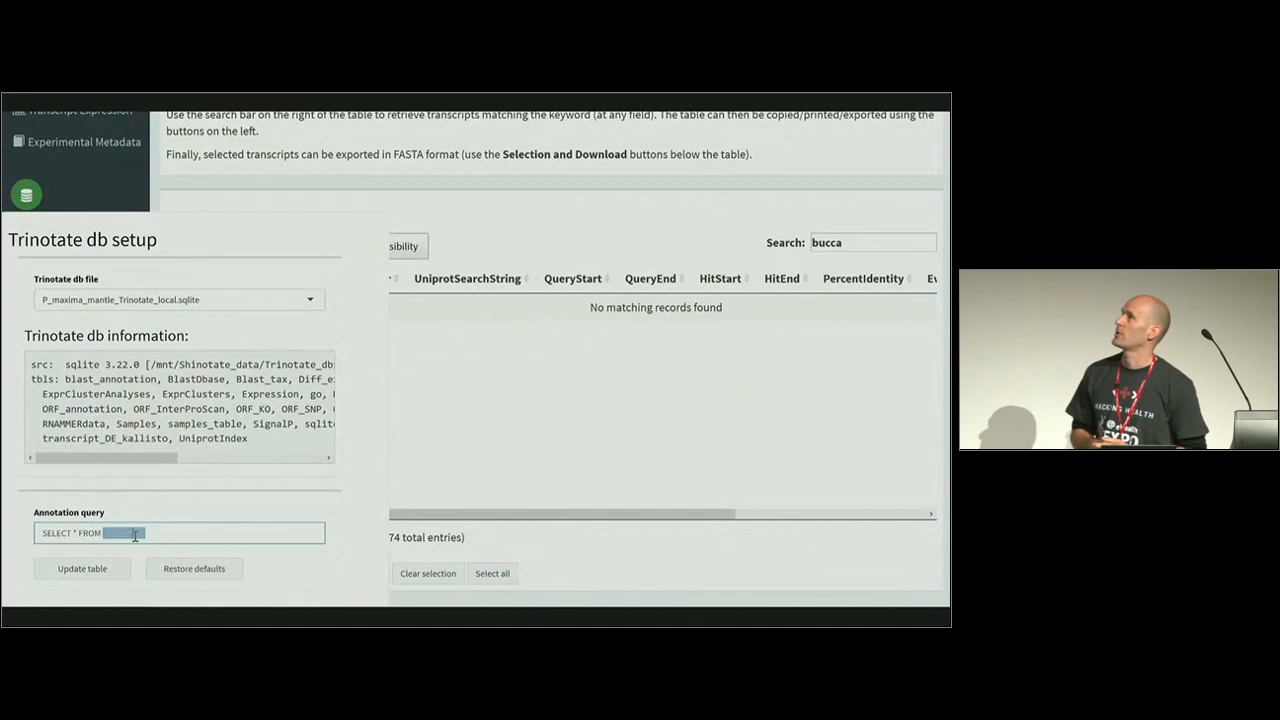 Transcript Expression
Experimental Metadata
Use the search bar on the right of the table to retrieve transcripts matching the keyword (at any field). The table can then be copied/printed/exported using the
buttons on the left.
Finally, selected transcripts can be exported in FASTA format (use the Selection and Download buttons below the table).
Trinotate db setup
Trinotate db file
P_maxima_mantle_Trinotate_local.sqlite
Trinotate db information:
src: sqlite 3.22.0 [/mnt/Shinotate_data/Trinotate_db
tbls: blast_annotation, BlastDbase, Blast_tax, Diff_e
ExprClusterAnalyses, ExprClusters, Expression, go,
ORF_annotation, ORF_InterProScan, ORF_KO, ORF_SNP,
RNAMMERdata, Samples, samples_table, SignalP, sqlit
transcript_DE_kallisto, UniprotIndex
Annotation query
SELECT * FROM
Update table
Restore defaults
sibility
Search: bucca
UniprotSearchString QueryStart QueryEnd HitStart HitEnd PercentIdentity Ev
No matching records found
74 total entries)
Clear selection
Select all
HACKING HEALTH
eHealth
EXPO